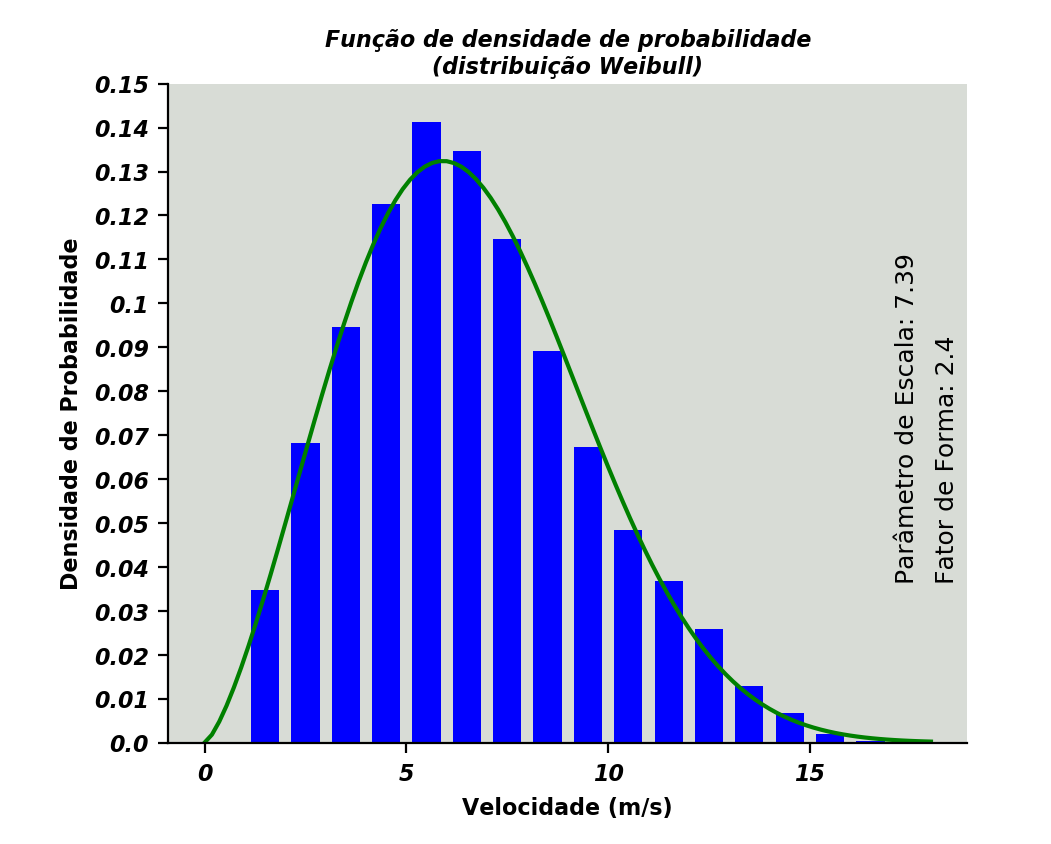 Função de densidade de probabilidade
(distribuição Weibull)
0.15
0.14
0.13
0.12
0.11
0.1
0.09
0.08
0.07
0.06
0.05
0.04
0.03
0.02
0.01
0.0
Densidade de Probabilidade
Parâmetro de Escala: 7.39
Fator de Forma: 2.4
0 5 10 15
Velocidade (m/s)